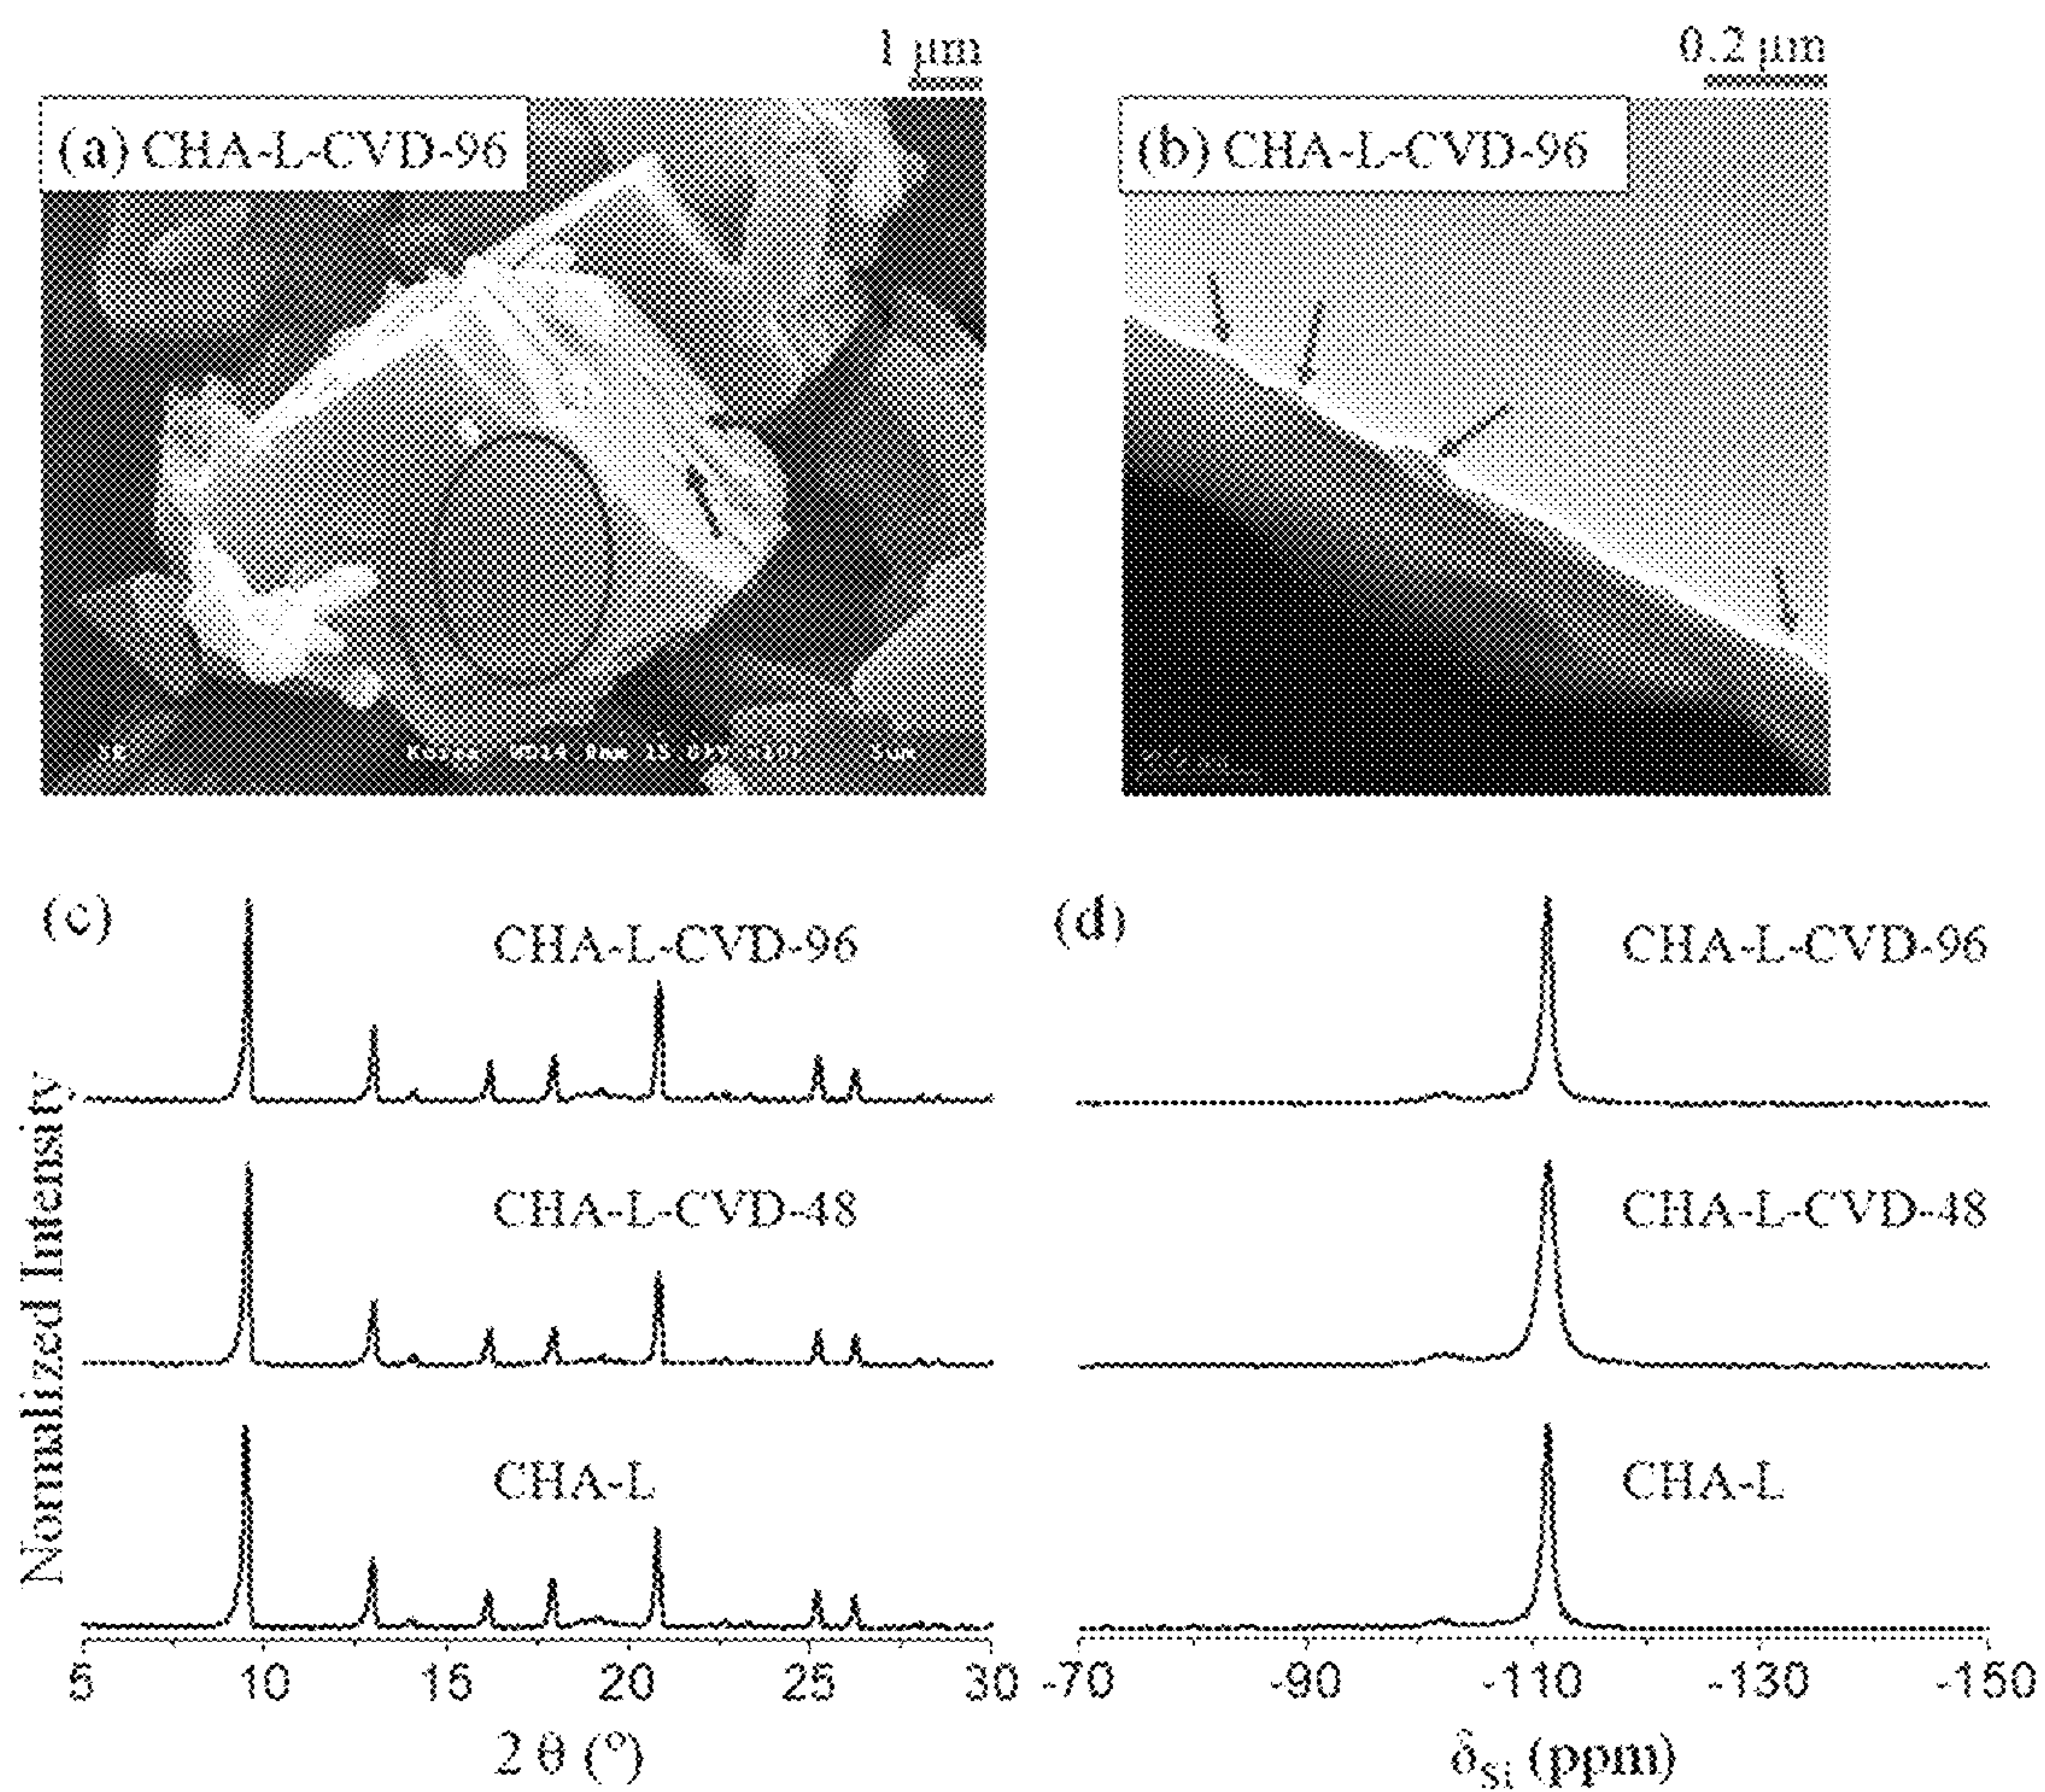 1 μm
0.2 μm
(a) CHA-L-CVD-96
(b) CHA-L-CVD-96
(c)
CHA-L-CVD-96
CHA-L-CVD-48
CHA-L
Normalized Intensity
5 10 15 20 25 30
2 θ (°)
(d)
CHA-L-CVD-96
CHA-L-CVD-48
CHA-L
-70 -90 -110 -130 -150
δSi (ppm)